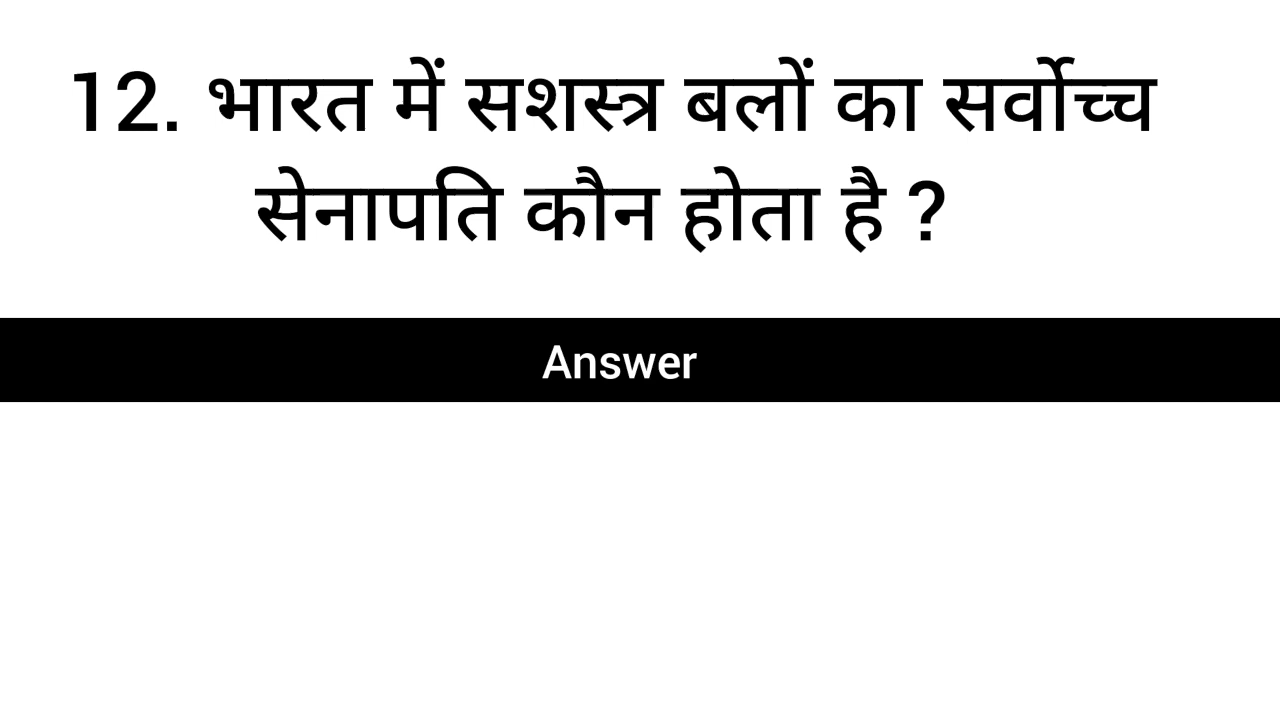 12. भारत में सशस्त्र बलों का सर्वोच्च
सेनापति कौन होता है ?
Answer